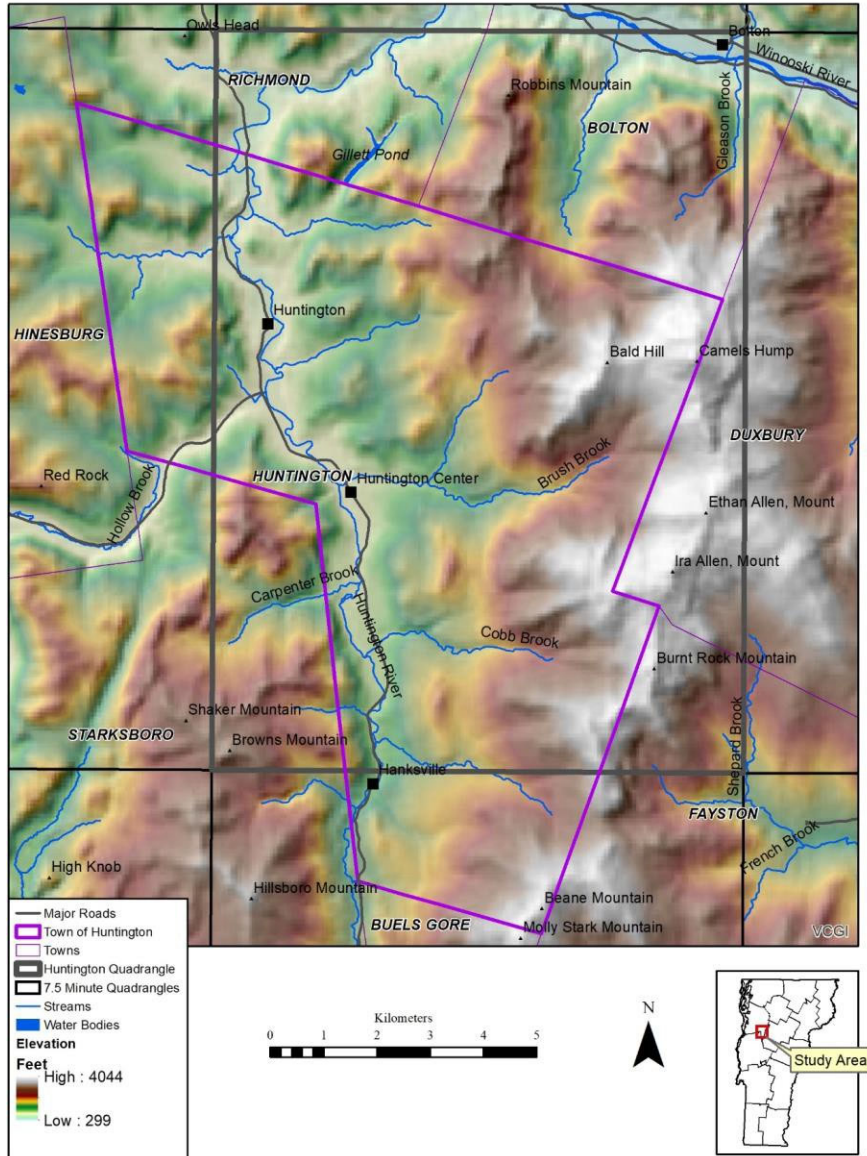 Owls Head
Bolton
Winooski River
RICHMOND
Robbins Mountain
BOLTON
Gleason Brook
Gillett Pond
Huntington
HINESBURG
Bald Hill
Camels Hump
DUXBURY
Red Rock
HUNTINGTON
Huntington Center
Brush Brook
Hollow Brook
Ethan Allen, Mount
Ira Allen, Mount
Carpenter Brook
Huntington River
Cobb Brook
Burnt Rock Mountain
Shaker Mountain
STARKSBORO
Browns Mountain
Shepard Brook
Hanksville
FAYSTON
French Brook
High Knob
Hillsboro Mountain
Beane Mountain
BUELS GORE
Molly Stark Mountain
VCGI
Major Roads
Town of Huntington
Towns
Huntington Quadrangle
7.5 Minute Quadrangles
Streams
Water Bodies
Elevation
Feet
High : 4044
Low : 299
Kilometers
0 1 2 3 4 5
N
Study Area